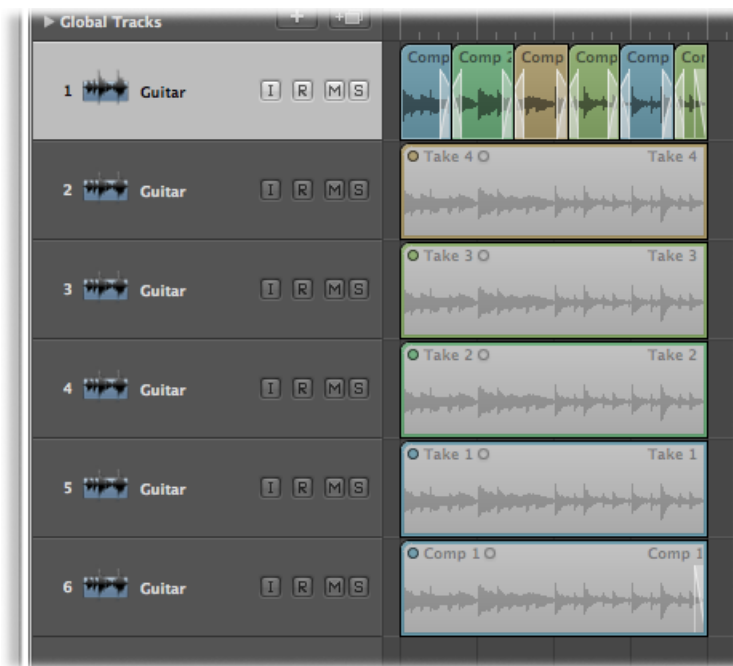 Global Tracks
Comp Comp 2 Comp Comp Comp Cor
1 Guitar I R M S
Take 4 Take 4
2 Guitar I R M S
Take 3 Take 3
3 Guitar I R M S
Take 2 Take 2
4 Guitar I R M S
Take 1 Take 1
5 Guitar I R M S
Comp 1 Comp 1
6 Guitar I R M S